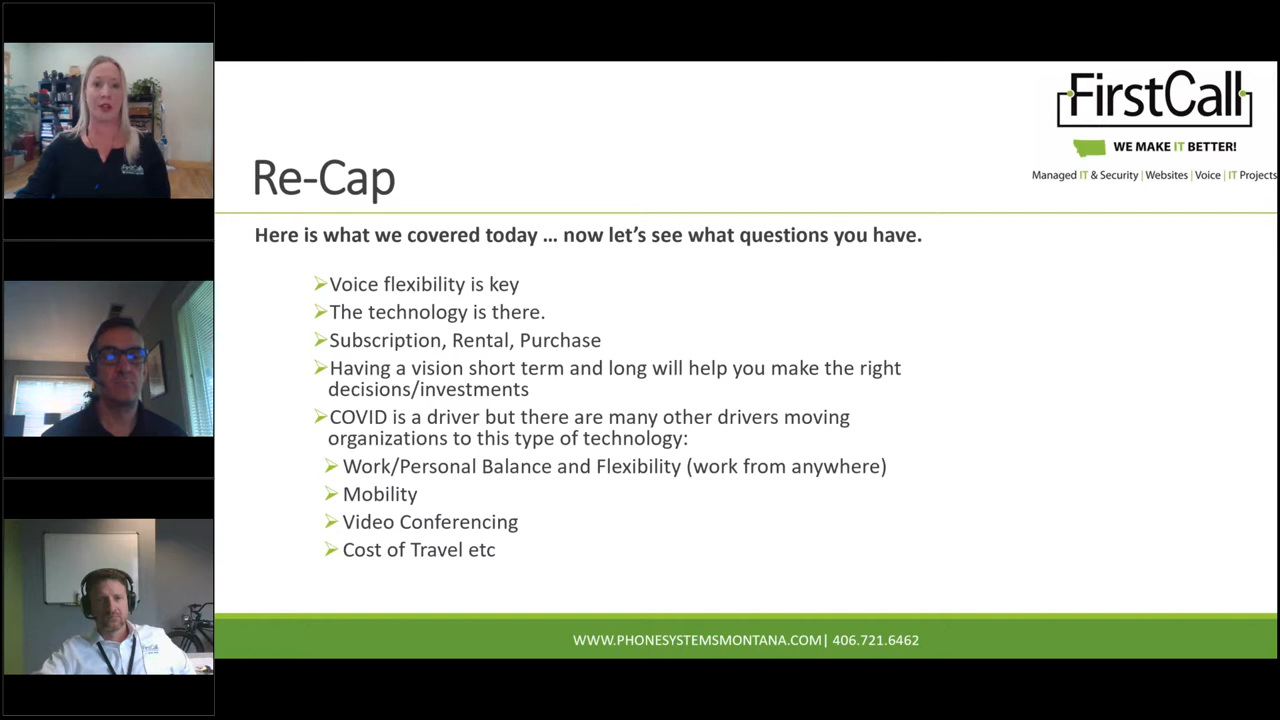 FirstCall
WE MAKE IT BETTER!
Managed IT & Security | Websites | Voice | IT Projects
Re-Cap
Here is what we covered today … now let's see what questions you have.
Voice flexibility is key
The technology is there.
Subscription, Rental, Purchase
Having a vision short term and long will help you make the right
decisions/investments
COVID is a driver but there are many other drivers moving
organizations to this type of technology:
Work/Personal Balance and Flexibility (work from anywhere)
Mobility
Video Conferencing
Cost of Travel etc
WWW.PHONESYSTEMSMONTANA.COM| 406.721.6462
FirstCall
FirstCall